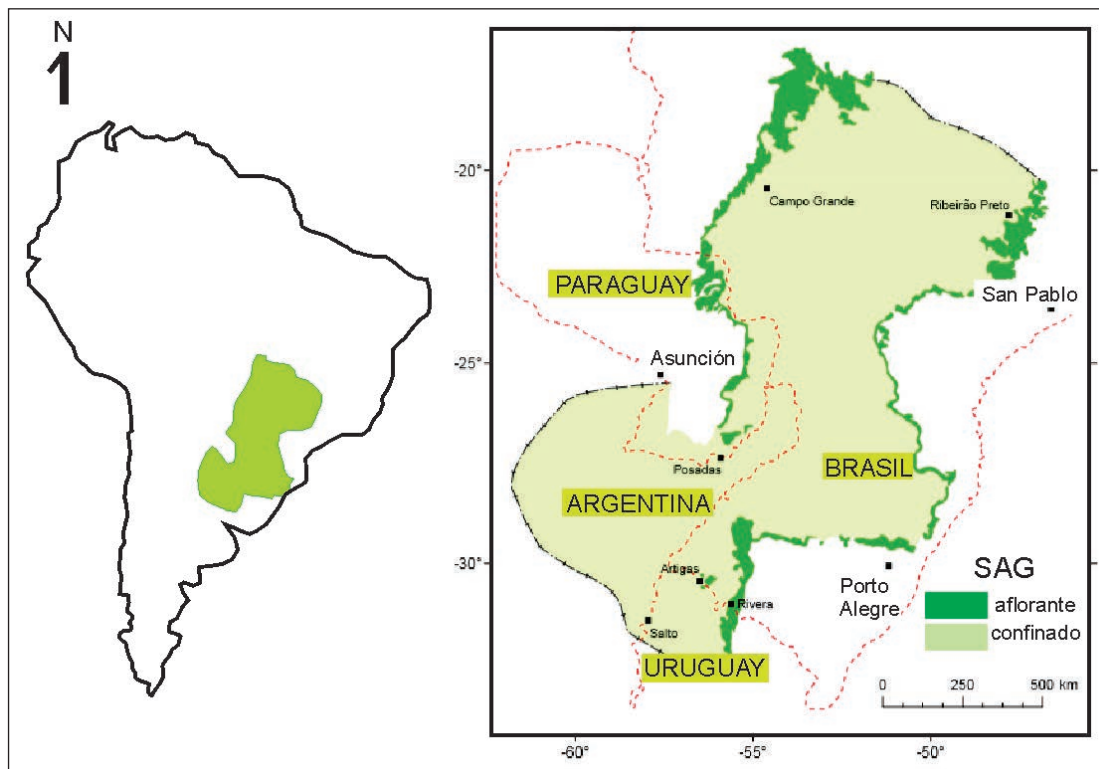 N
-20°
-25°
-30°
-60°
-55°
-50°
Campo Grande
Ribeirão Preto
PARAGUAY
San Pablo
Asunción
Posadas
BRASIL
ARGENTINA
Artigas
Rivera
Salto
URUGUAY
Porto
Alegre
SAG
aflorante
confinado
0 250 500 km